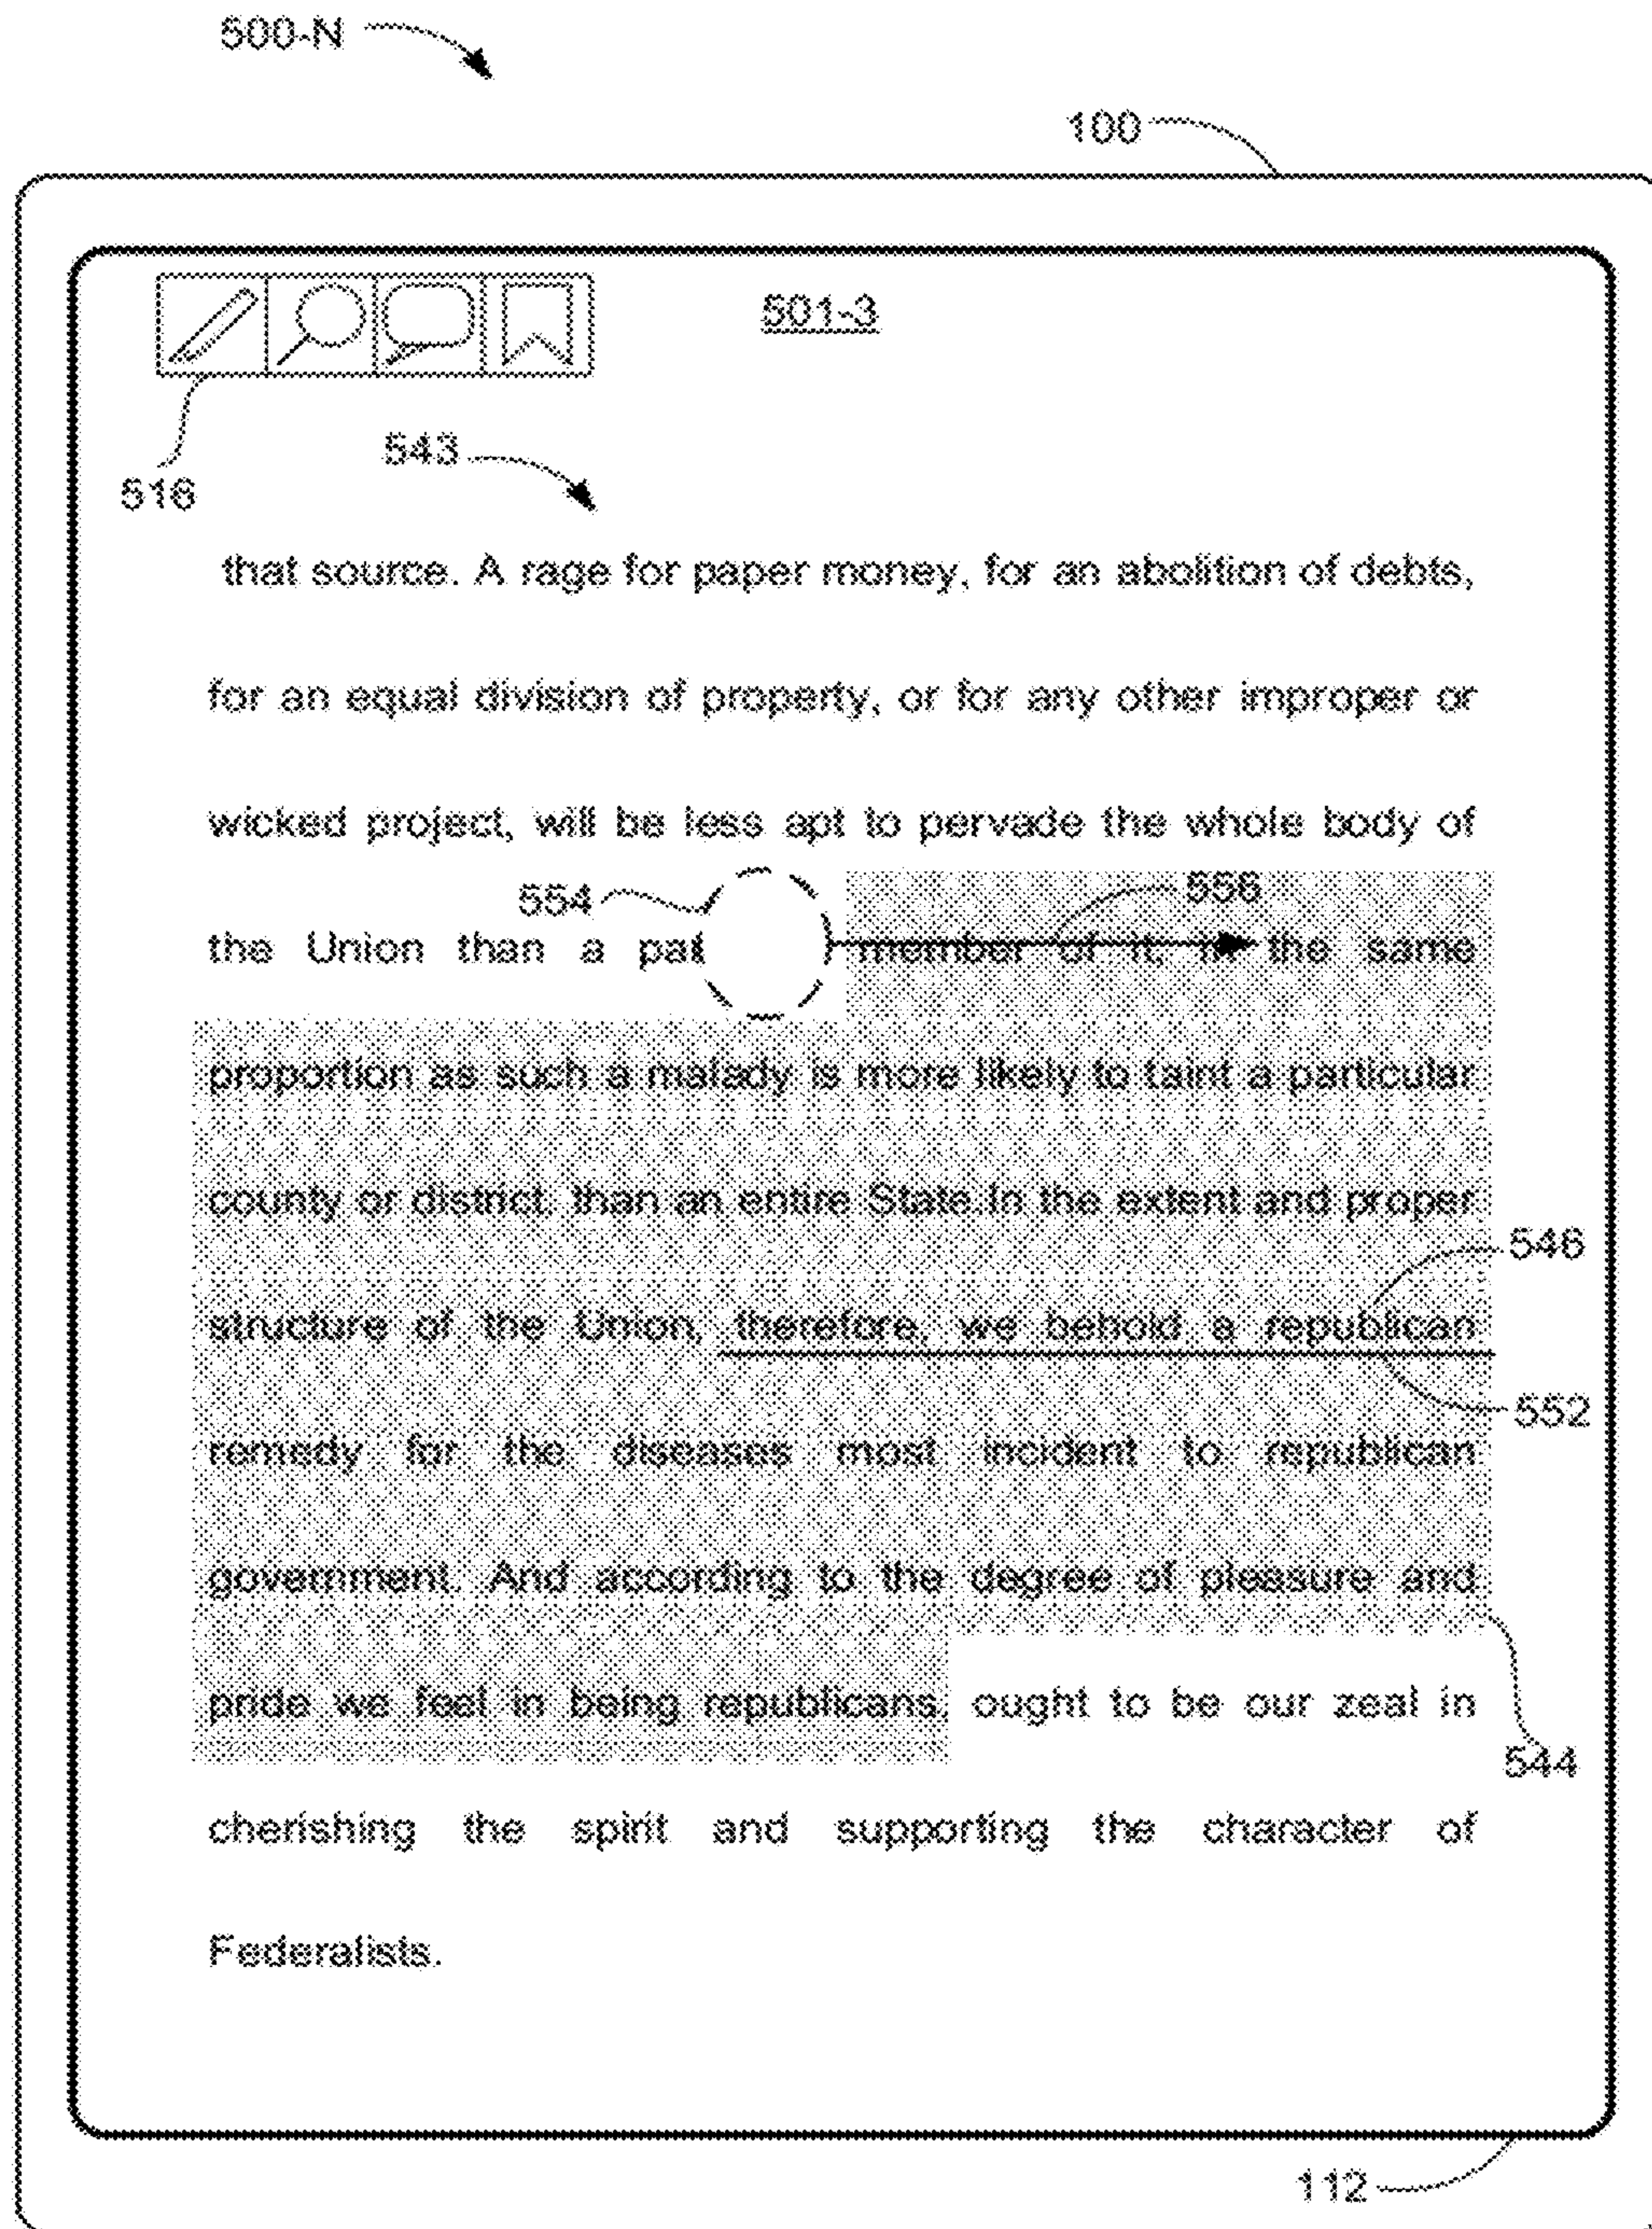 500-N
100
501-3
516
543
that source. A rage for paper money, for an abolition of debts,
for an equal division of property, or for any other improper or
wicked project, will be less apt to pervade the whole body of
554
556
the Union than a member of it; in the same
proportion as such a malady is more likely to taint a particular
county or district, than an entire State.In the extent and proper
546
structure of the Union, therefore, we behold a republican
552
remedy for the diseases most incident to republican
government. And according to the degree of pleasure and
pride we feel in being republicans, ought to be our zeal in
544
cherishing the spirit and supporting the character of
Federalists.
112